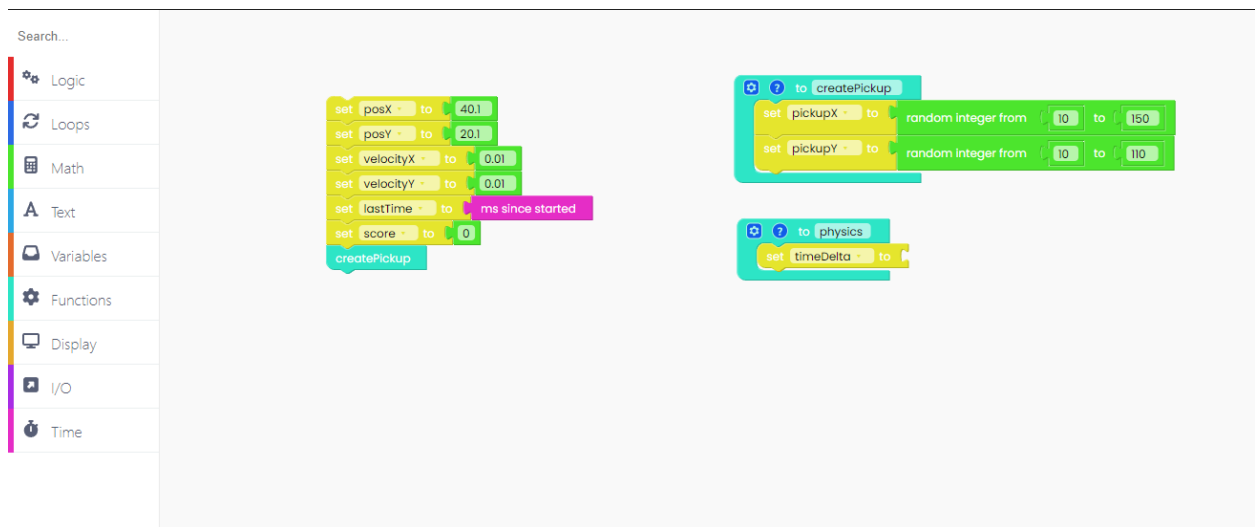 Search...
Logic
Loops
Math
Text
Variables
Functions
Display
I/O
Time
set posX to 40.1
set posY to 20.1
set velocityX to 0.01
set velocityY to 0.01
set lastTime to ms since started
set score to 0
createPickup
? to createPickup
set pickupX to random integer from 10 to 150
set pickupY to random integer from 10 to 110
? to physics
set timeDelta to